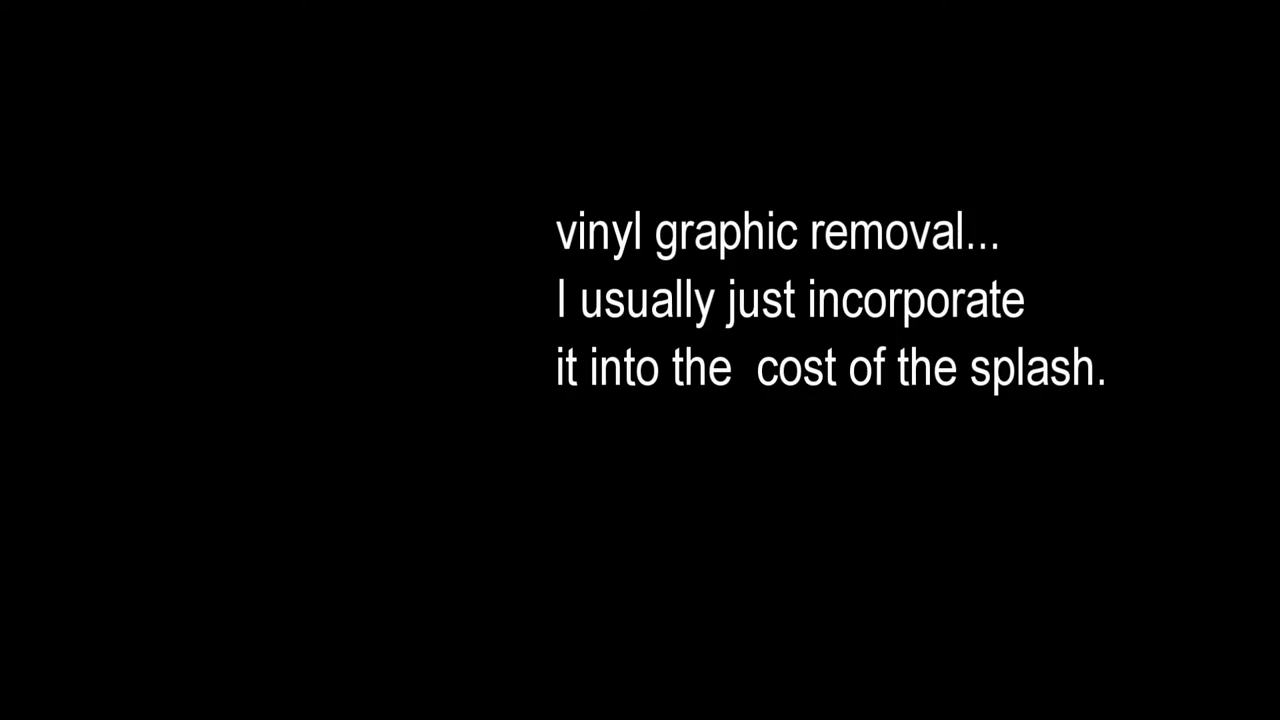 vinyl graphic removal...
I usually just incorporate
it into the  cost of the splash.